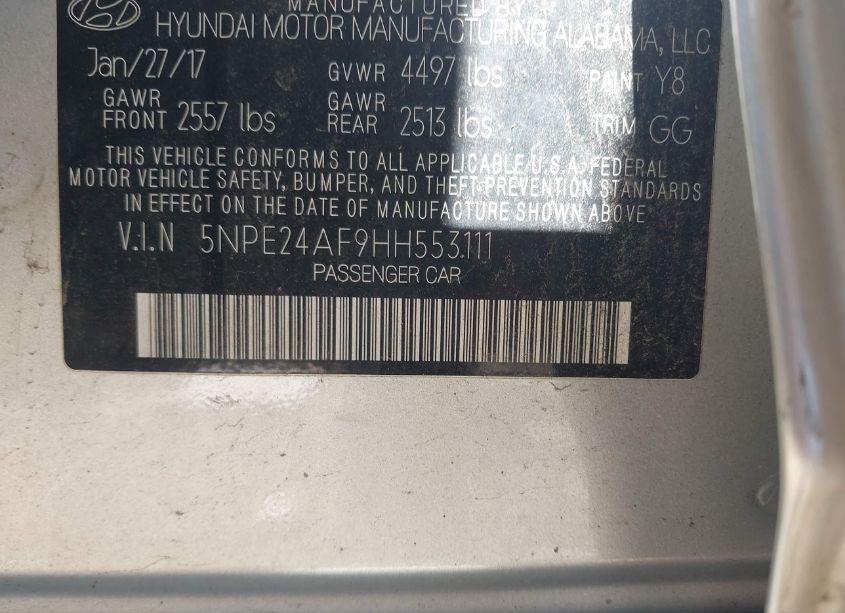 MANUFACTURED BY
HYUNDAI MOTOR MANUFACTURING ALABAMA, LLC
Jan/27/17 GVWR 4497 lbs PAINT Y8
GAWR FRONT 2557 lbs GAWR REAR 2513 lbs TRIM GG
THIS VEHICLE CONFORMS TO ALL APPLICABLE U.S.A. FEDERAL
MOTOR VEHICLE SAFETY, BUMPER, AND THEFT PREVENTION STANDARDS
IN EFFECT ON THE DATE OF MANUFACTURE SHOWN ABOVE
V.I.N 5NPE24AF9HH553111
PASSENGER CAR